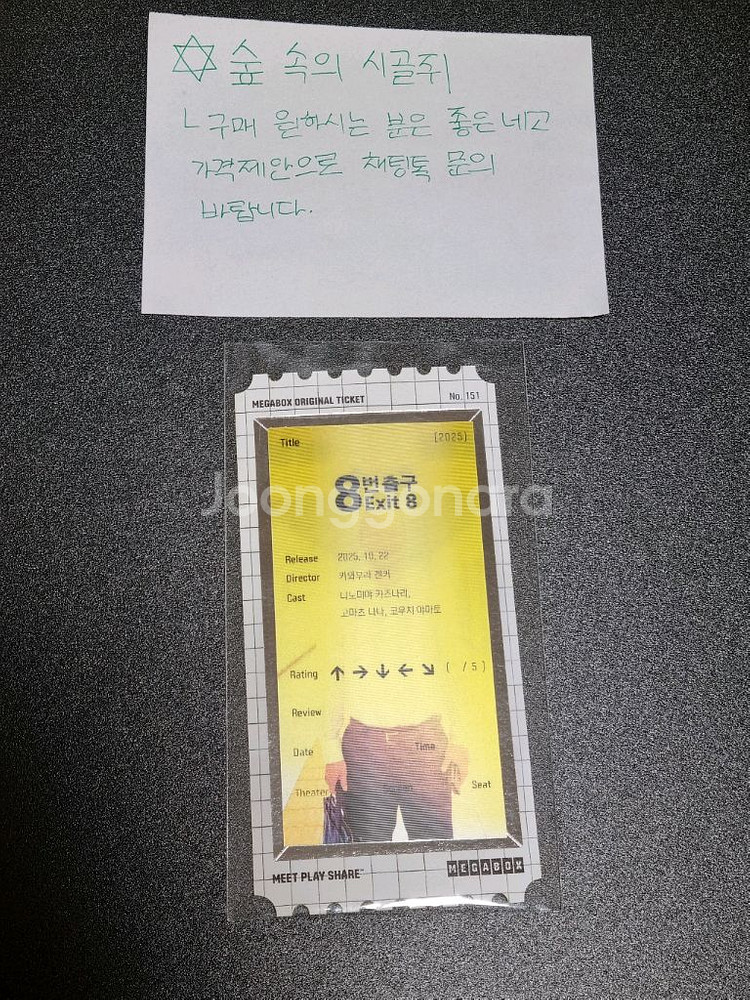 숲 속의 시골쥐
ㄴ구매 원하시는 분은 좋은네고
가격제안으로 채팅톡 문의
바랍니다.
MEGABOX ORIGINAL TICKET No. 151
Title (2025)
8번출구
Exit 8
Joonggonara
Release 2025. 10. 22
Director 카와무라 겐키
Cast 니노미야 카즈나리,
고마츠 나나, 코우치 야마토
Rating ↑ ← ↓ ← ↘ ( / 5 )
Review
Date Time
Theater Seat
MEET PLAY SHARE™ MEGABOX